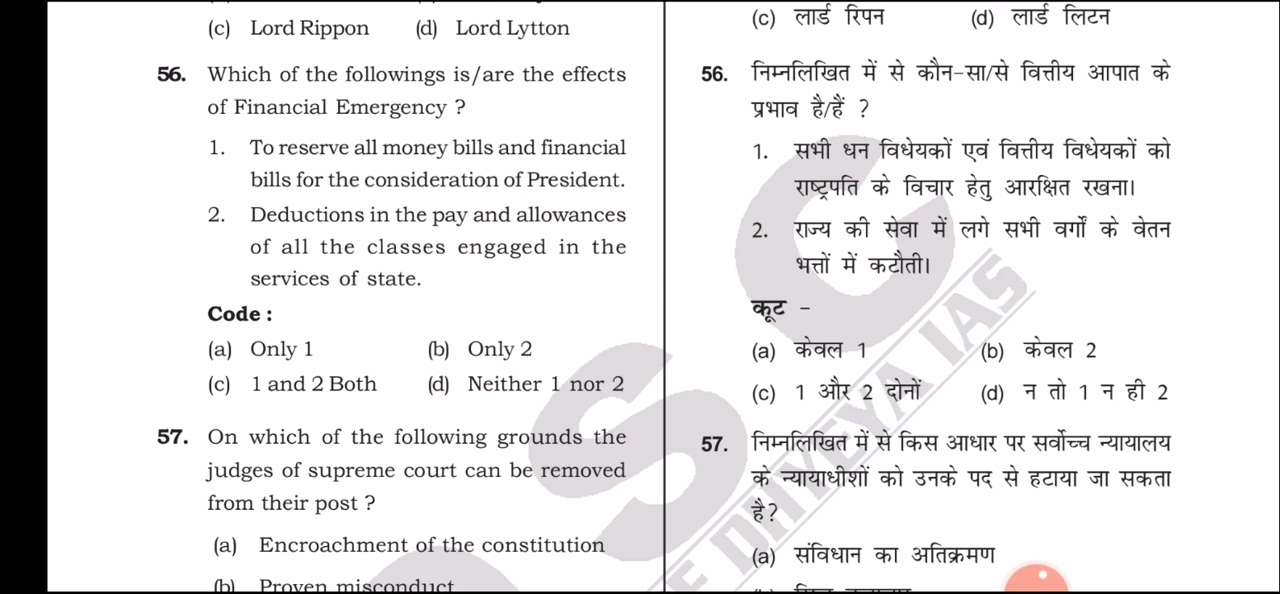 (c) Lord Rippon (d) Lord Lytton
56. Which of the followings is/are the effects
of Financial Emergency ?
1. To reserve all money bills and financial
bills for the consideration of President.
2. Deductions in the pay and allowances
of all the classes engaged in the
services of state.
Code :
(a) Only 1 (b) Only 2
(c) 1 and 2 Both (d) Neither 1 nor 2
57. On which of the following grounds the
judges of supreme court can be removed
from their post ?
(a) Encroachment of the constitution
(b) Proven misconduct
(c) लार्ड रिपन (d) लार्ड लिटन
56. निम्नलिखित में से कौन-सा/से वित्तीय आपात के
प्रभाव है/हैं ?
1. सभी धन विधेयकों एवं वित्तीय विधेयकों को
राष्ट्रपति के विचार हेतु आरक्षित रखना।
2. राज्य की सेवा में लगे सभी वर्गों के वेतन
भत्तों में कटौती।
कूट -
(a) केवल 1 (b) केवल 2
(c) 1 और 2 दोनों (d) न तो 1 न ही 2
57. निम्नलिखित में से किस आधार पर सर्वोच्च न्यायालय
के न्यायाधीशों को उनके पद से हटाया जा सकता
है?
(a) संविधान का अतिक्रमण
DHYEYA IAS